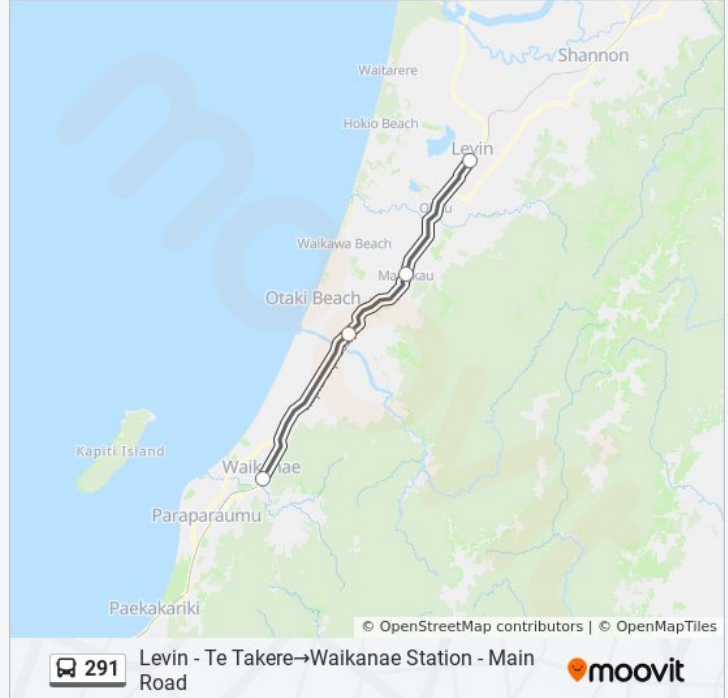 Shannon
Waitarere
Hokio Beach
Levin
Waikawa Beach
Otaki Beach
Kapiti Island
Paraparaumu
Paekakariki
© OpenStreetMap contributors | © OpenMapTiles
291
Levin - Te Takere→Waikanae Station - Main
Road
moovit